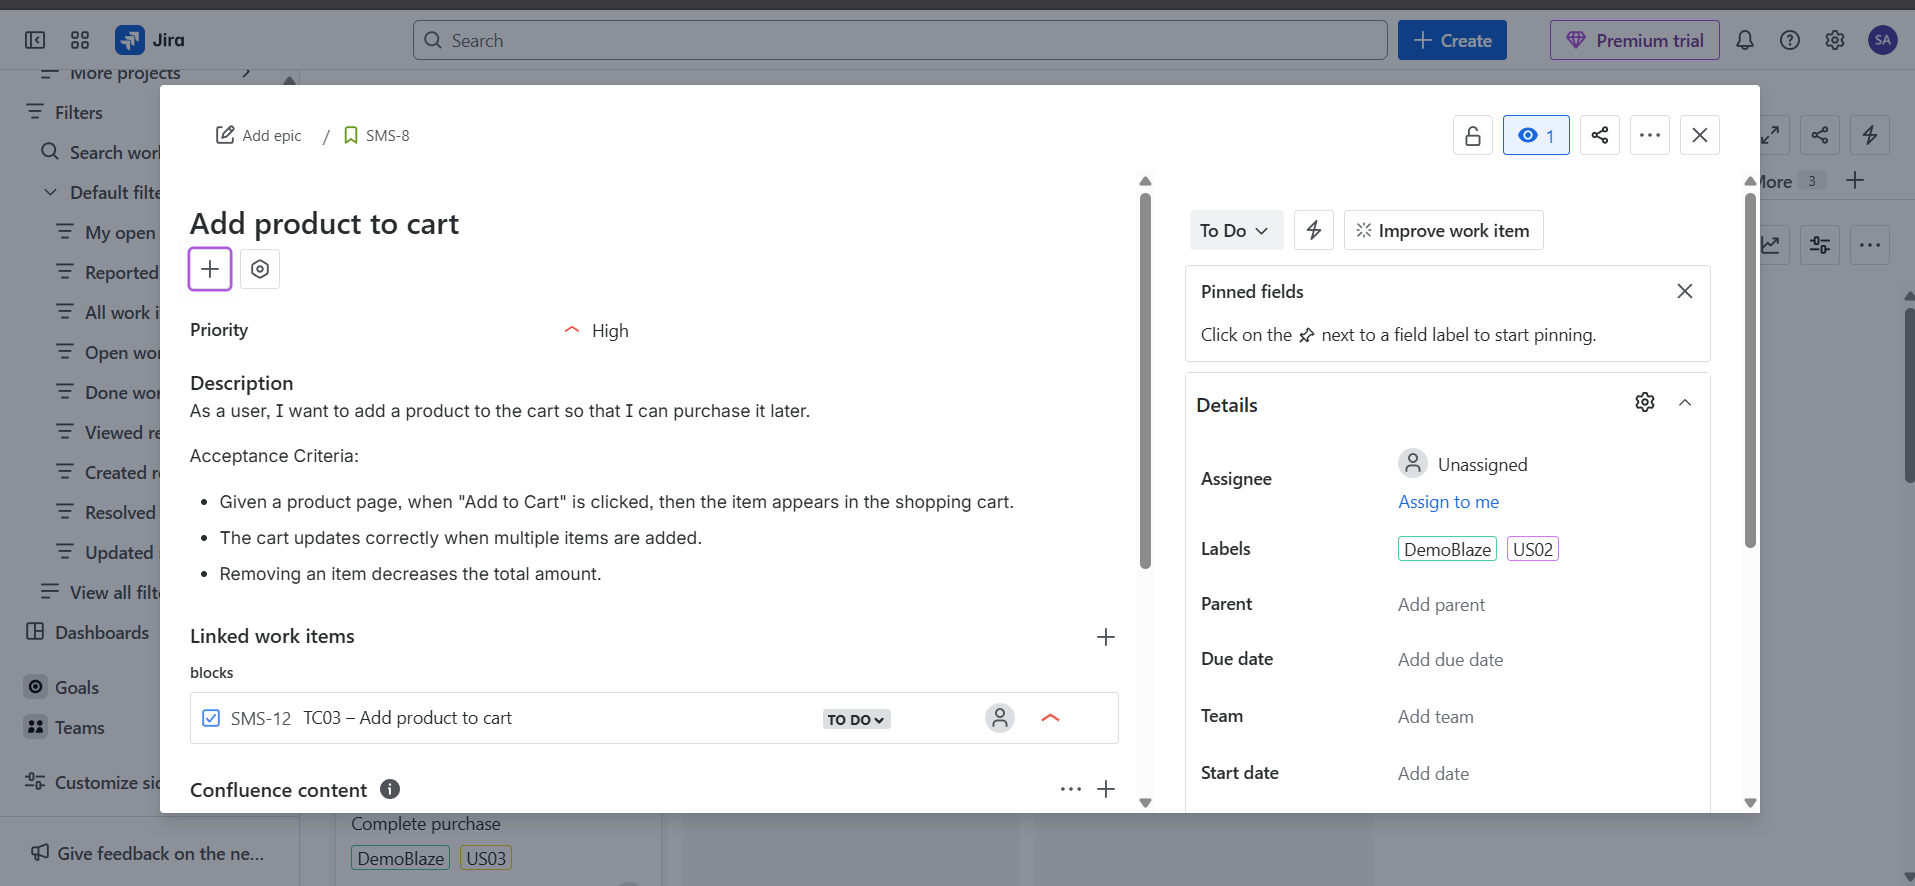 Jira
Search
Create
Premium trial
SA
More projects
Filters
Search wor
Default filte
My open
Reported
All work i
Open wor
Done wor
Viewed re
Created r
Resolved
Updated
View all filt
Dashboards
Goals
Teams
Customize sid
Give feedback on the ne...
Add epic / SMS-8
1
Add product to cart
Priority
High
Description
As a user, I want to add a product to the cart so that I can purchase it later.
Acceptance Criteria:
• Given a product page, when "Add to Cart" is clicked, then the item appears in the shopping cart.
• The cart updates correctly when multiple items are added.
• Removing an item decreases the total amount.
Linked work items
blocks
SMS-12 TC03 – Add product to cart TO DO
Confluence content
To Do
Improve work item
Pinned fields
Click on the next to a field label to start pinning.
Details
Assignee
Unassigned
Assign to me
Labels
DemoBlaze US02
Parent
Add parent
Due date
Add due date
Team
Add team
Start date
Add date
More 3
Complete purchase
DemoBlaze US03